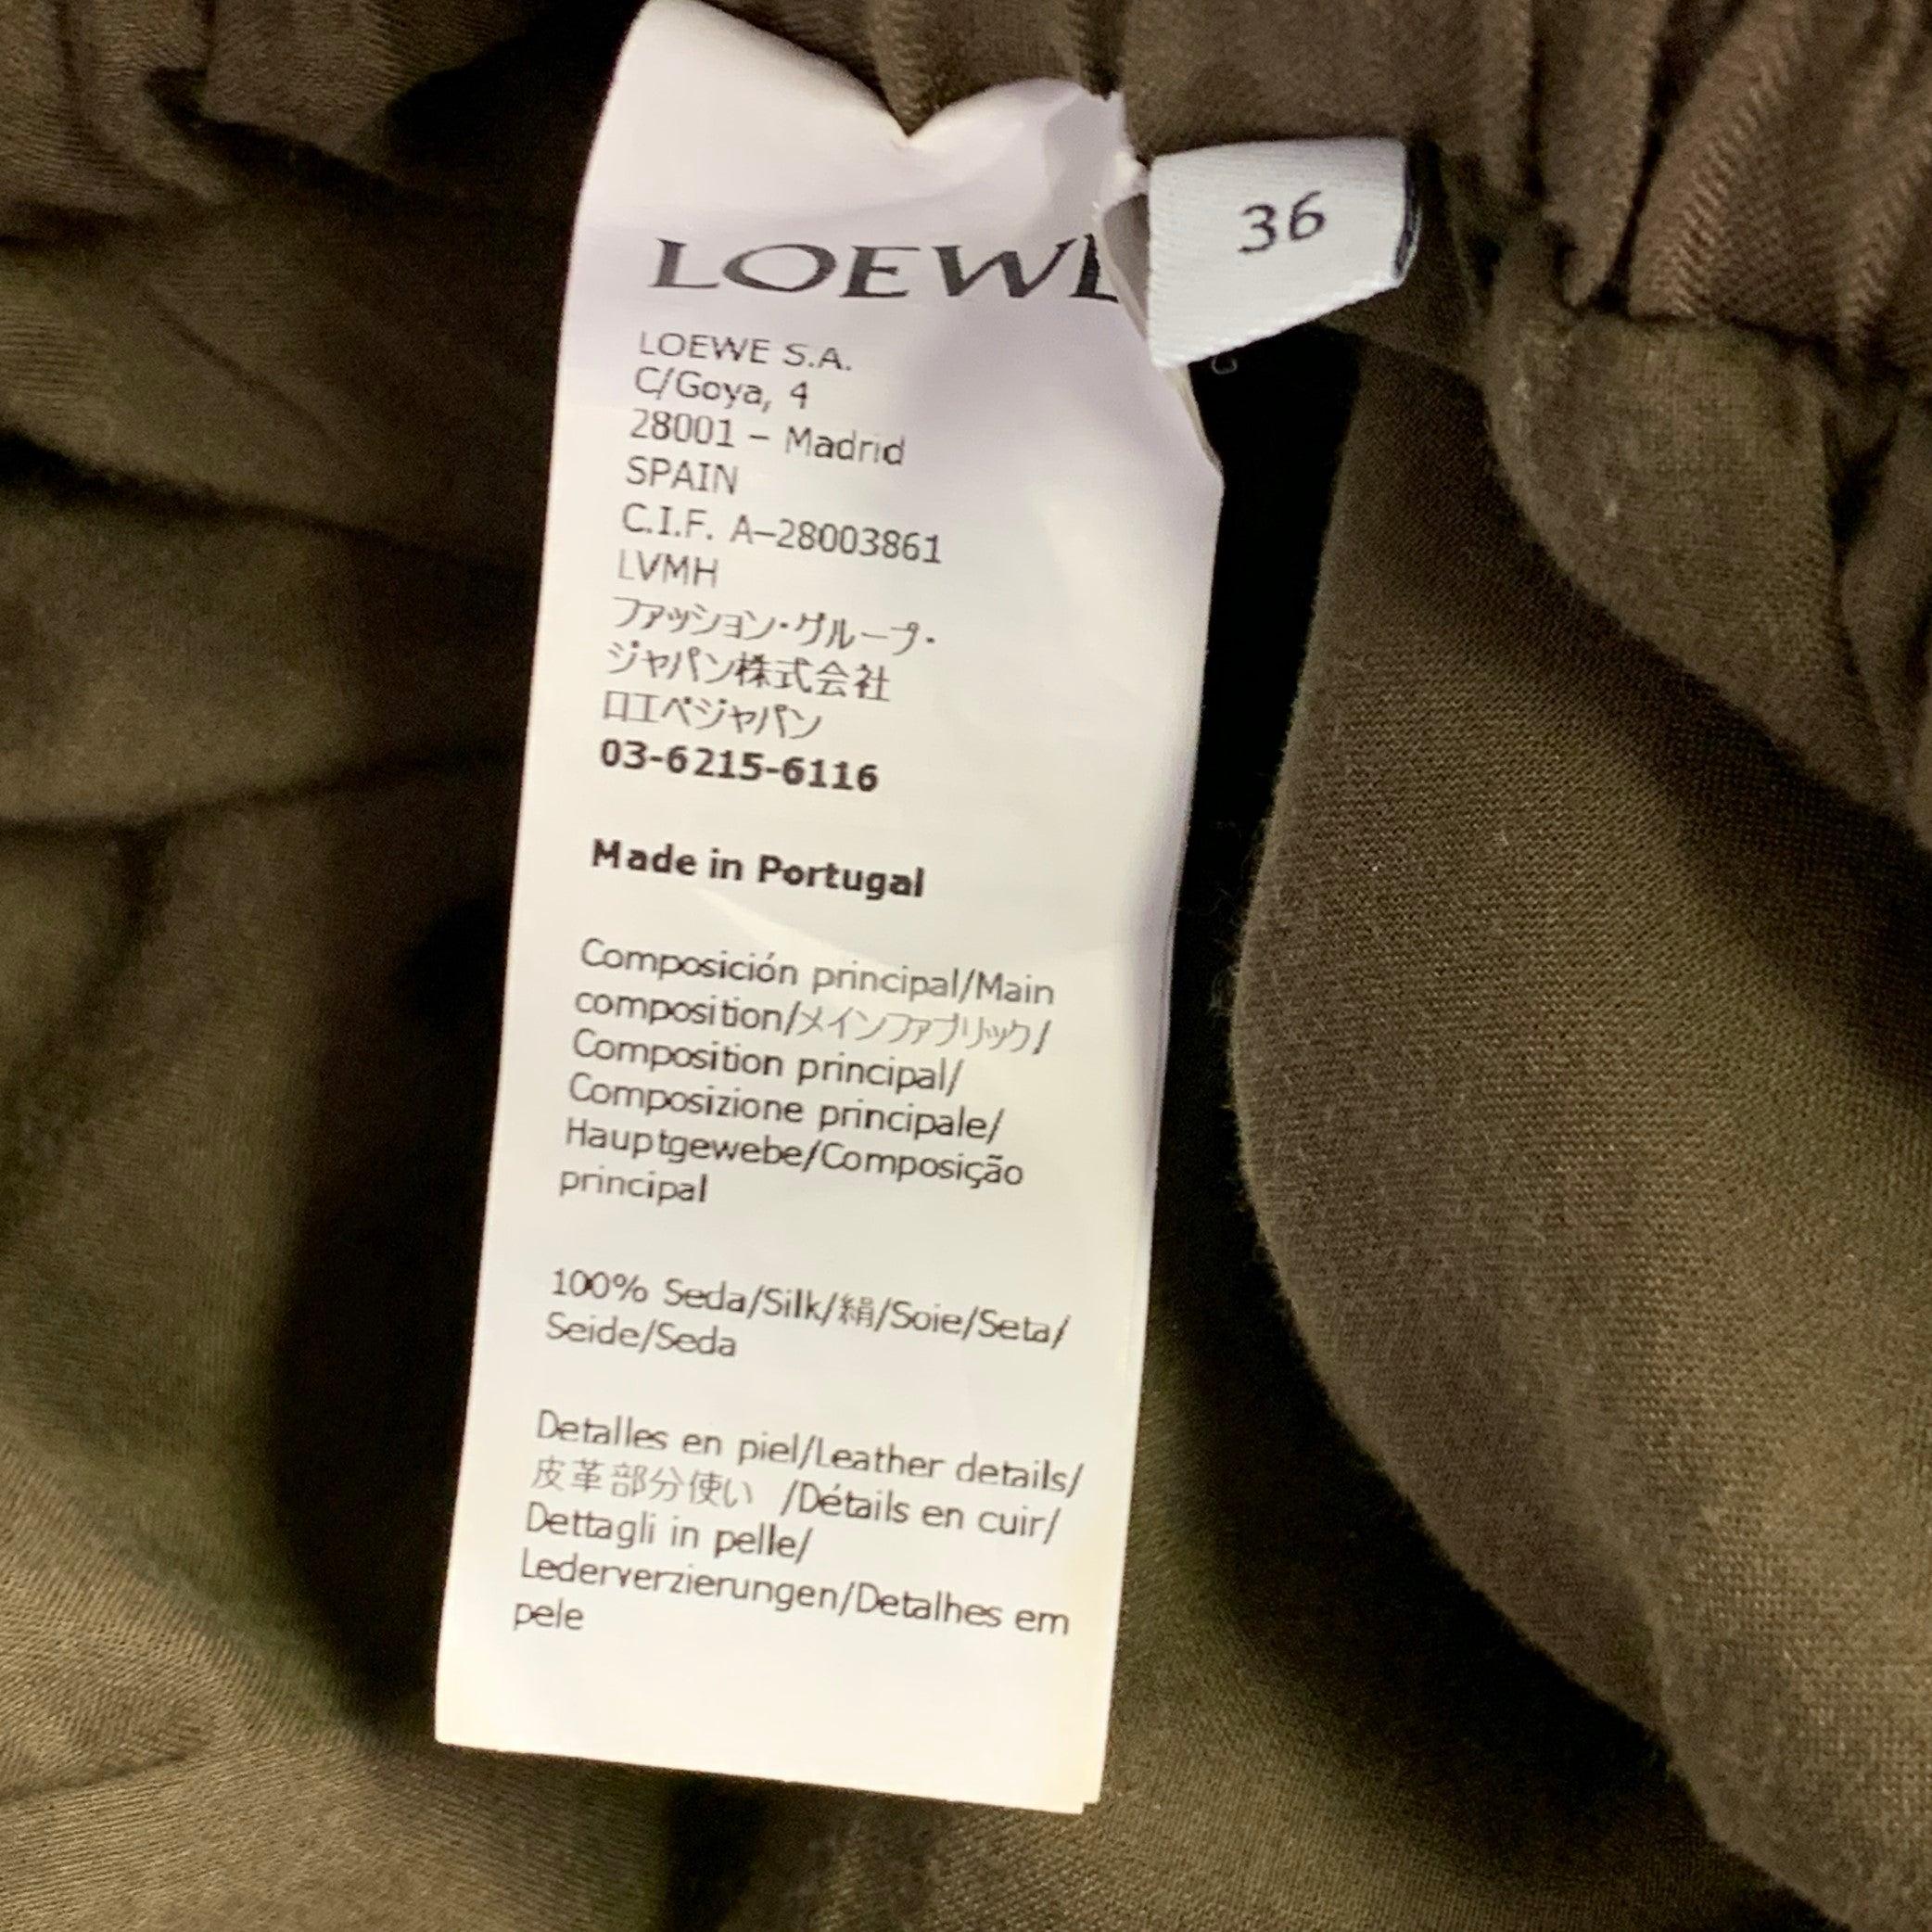 LOEWE
36
LOEWE S.A.
C/Goya, 4
28001 – Madrid
SPAIN
C.I.F. A–28003861
LVMH
ファッション・グループ・
ジャパン株式会社
ロエベジャパン
03-6215-6116
Made in Portugal
Composición principal/Main
composition/メインファブリック/
Composition principal/
Composizione principale/
Hauptgewebe/Composição
principal
100% Seda/Silk/絹/Soie/Seta/
Seide/Seda
Detalles en piel/Leather details/
皮革部分使い /Détails en cuir/
Dettagli in pelle/
Lederverzierungen/Detalhes em
pele